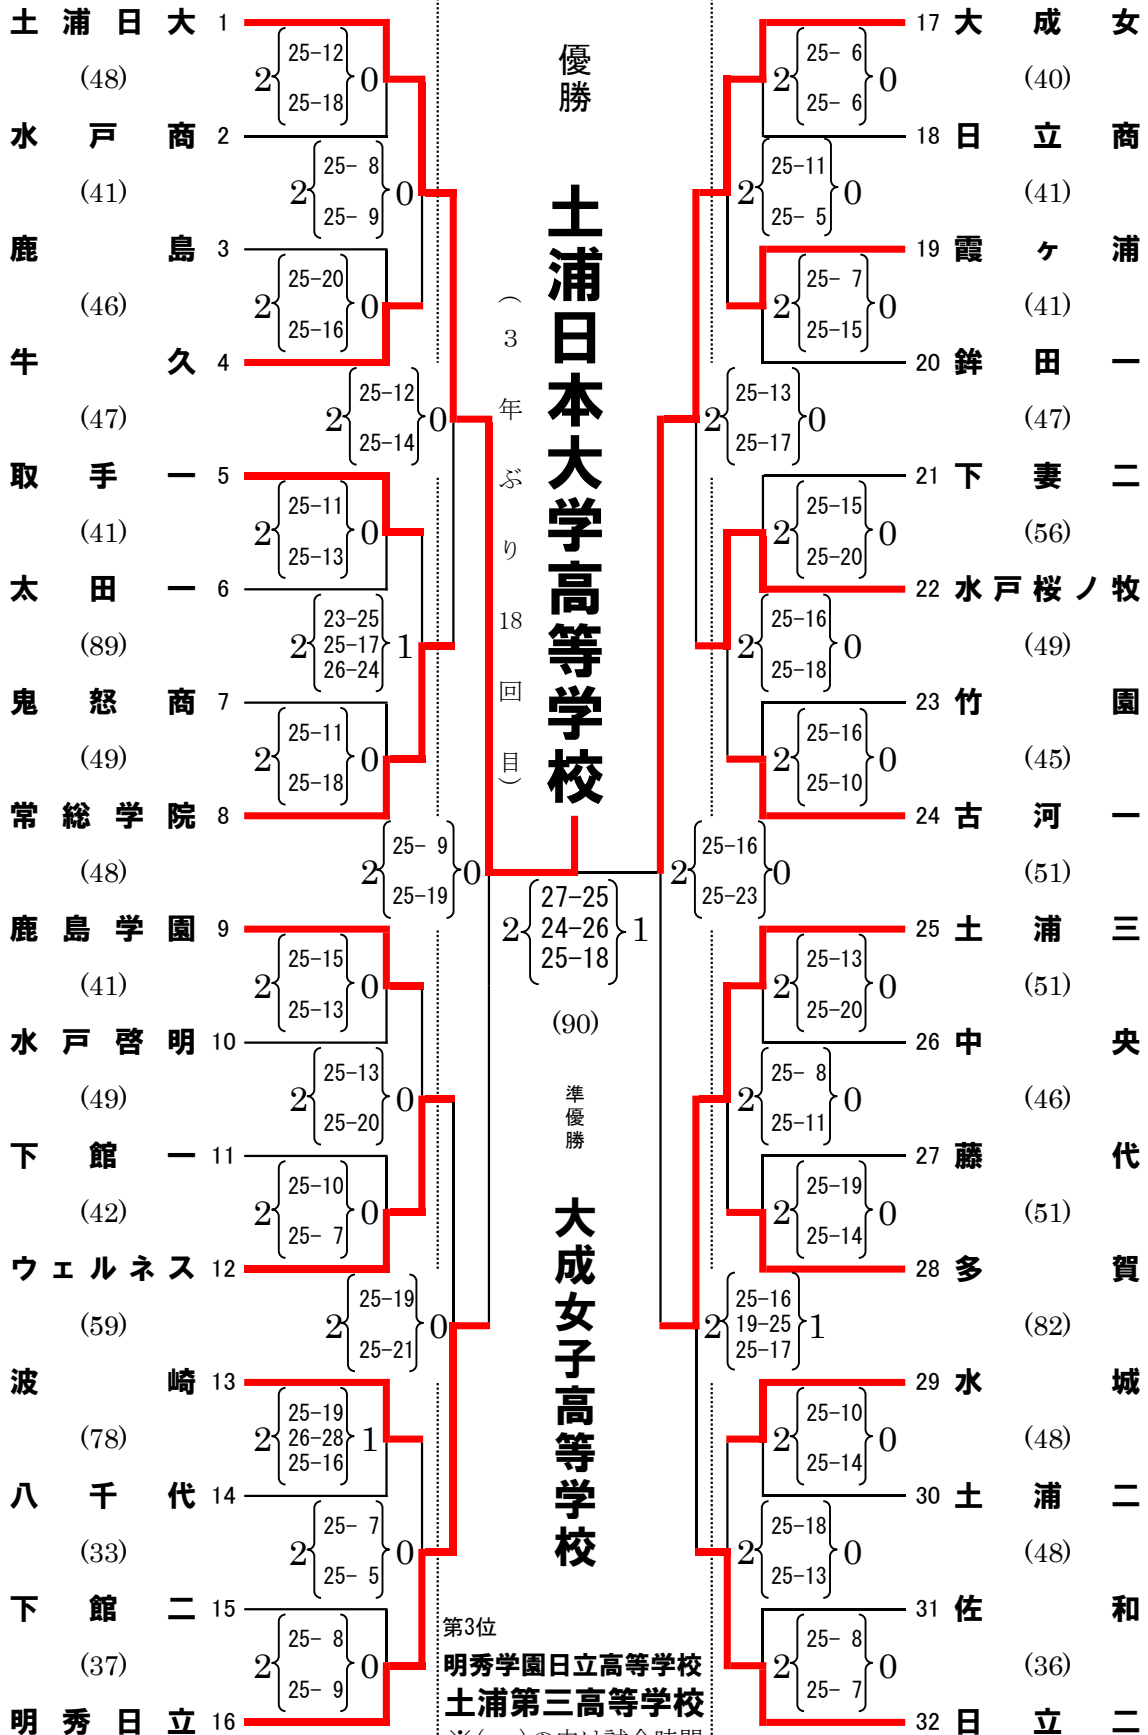 土浦日大 1
(48)
水戸商 2
(41)
鹿島 3
(46)
牛久 4
(47)
取手一 5
(41)
太田一 6
(89)
鬼怒商 7
(49)
常総学院 8
(48)
鹿島学園 9
(41)
水戸啓明 10
(49)
下館一 11
(42)
ウェルネス 12
(59)
波崎 13
(78)
八千代 14
(33)
下館二 15
(37)
明秀日立 16
2 25-12 25-18 0
2 25- 8 25- 9 0
2 25-20 25-16 0
2 25-12 25-14 0
2 25-11 25-13 0
2 23-25 25-17 26-24 1
2 25-11 25-18 0
2 25- 9 25-19 0
2 25-15 25-13 0
2 25-13 25-20 0
2 25-10 25- 7 0
2 25-19 25-21 0
2 25-19 26-28 25-16 1
2 25- 7 25- 5 0
2 25- 8 25- 9 0
優勝
土浦日本大学高等学校
（3年ぶり18回目）
2 27-25 24-26 25-18 1
(90)
準優勝
大成女子高等学校
第3位
明秀学園日立高等学校
土浦第三高等学校
※( )の中は試合時間
2 25- 6 25- 6 0
2 25-11 25- 5 0
2 25- 7 25-15 0
2 25-13 25-17 0
2 25-15 25-20 0
2 25-16 25-18 0
2 25-16 25-10 0
2 25-16 25-23 0
2 25-13 25-20 0
2 25- 8 25-11 0
2 25-19 25-14 0
2 25-16 19-25 25-17 1
2 25-10 25-14 0
2 25-18 25-13 0
2 25- 8 25- 7 0
17 大成女
(40)
18 日立商
(41)
19 霞ヶ浦
(41)
20 鉾田一
(47)
21 下妻二
(56)
22 水戸桜ノ牧
(49)
23 竹園
(45)
24 古河一
(51)
25 土浦三
(51)
26 中央
(46)
27 藤代
(51)
28 多賀
(82)
29 水城
(48)
30 土浦二
(48)
31 佐和
(36)
32 日立二